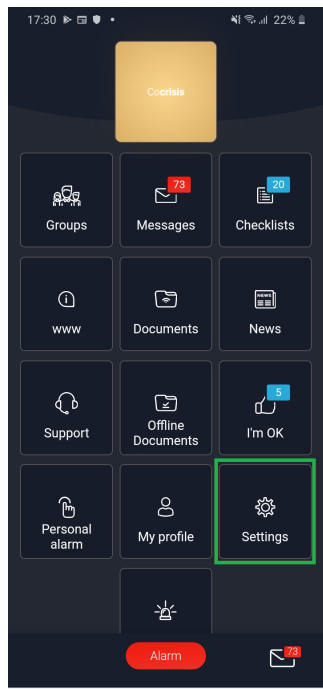 17:30
22%
Cocrisis
73
20
Groups
Messages
Checklists
NEWS
www
Documents
News
5
Support
Offline
Documents
I'm OK
Personal
alarm
My profile
Settings
Alarm
73